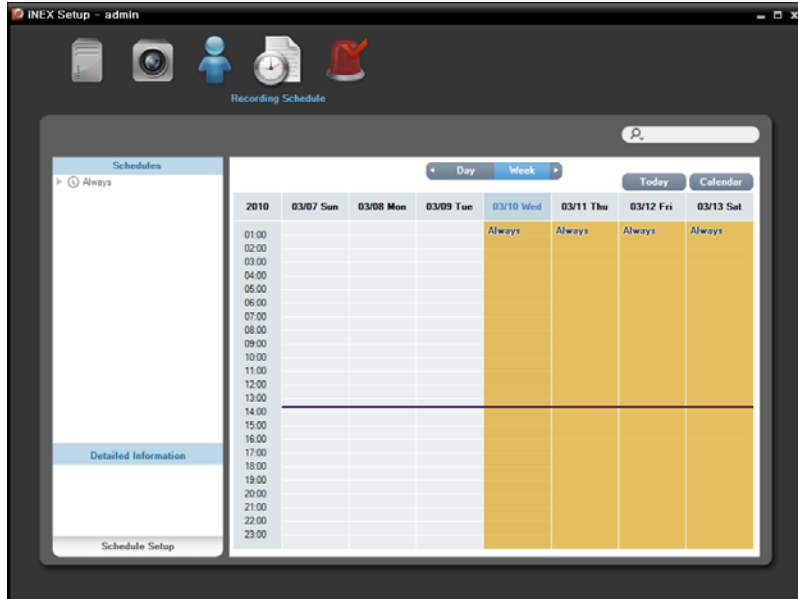 iNEX Setup - admin
Recording Schedule
Schedules
Always
Day Week
Today Calendar
2010 03/07 Sun 03/08 Mon 03/09 Tue 03/10 Wed 03/11 Thu 03/12 Fri 03/13 Sat
Always Always Always Always
01:00
02:00
03:00
04:00
05:00
06:00
07:00
08:00
09:00
10:00
11:00
12:00
13:00
14:00
15:00
16:00
17:00
18:00
19:00
20:00
21:00
22:00
23:00
Detailed Information
Schedule Setup